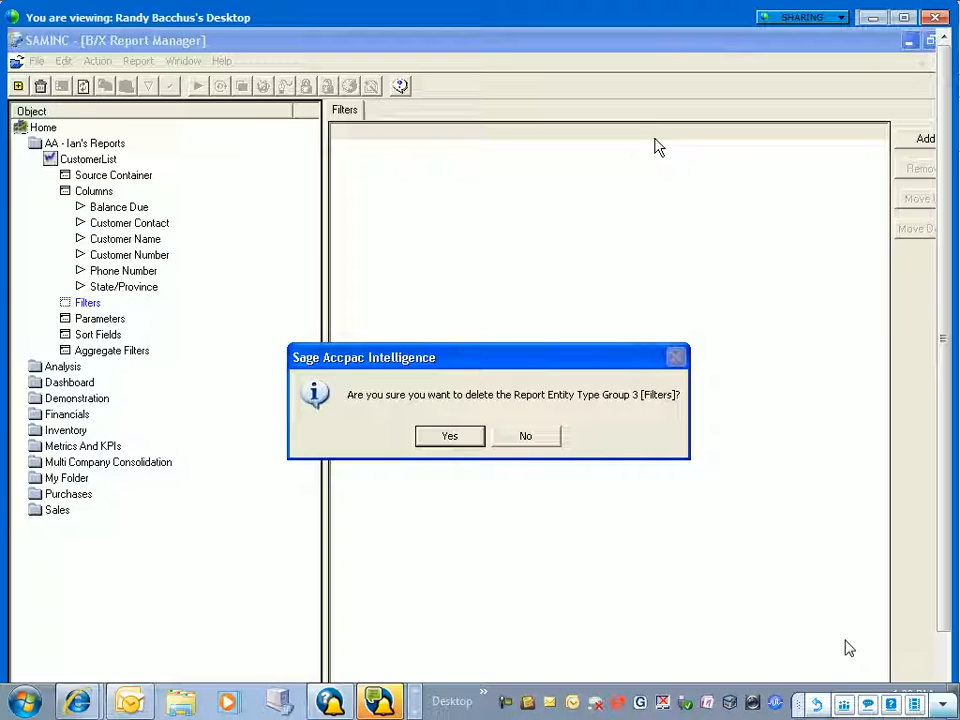 You are viewing: Randy Bacchus's Desktop
SHARING
SAMINC - [B/X Report Manager]
File Edit Action Report Window Help
Object
Filters
Home
AA - Ian's Reports
CustomerList
Source Container
Columns
Balance Due
Customer Contact
Customer Name
Customer Number
Phone Number
State/Province
Filters
Parameters
Sort Fields
Aggregate Filters
Analysis
Dashboard
Demonstration
Financials
Inventory
Metrics And KPIs
Multi Company Consolidation
My Folder
Purchases
Sales
Add
Remov
Move
Move D
Sage Accpac Intelligence
Are you sure you want to delete the Report Entity Type Group 3 [Filters]?
Yes
No
Desktop